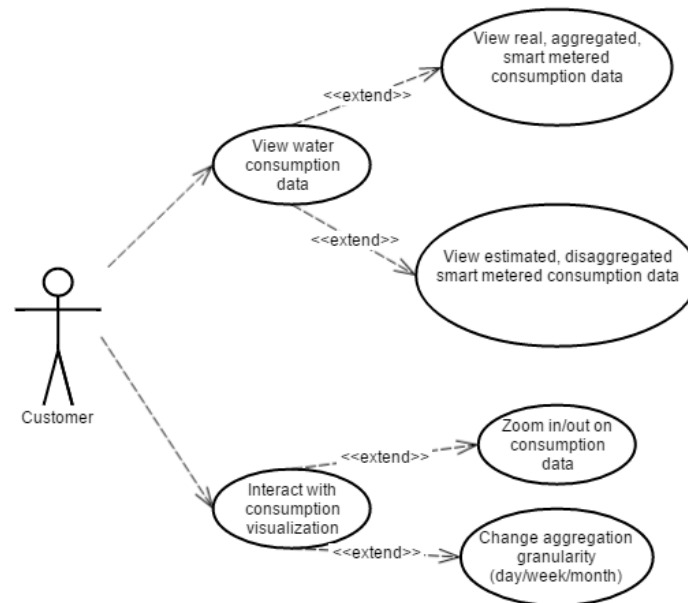 View real, aggregated,
smart metered
consumption data
<<extend>>
View water
consumption
data
<<extend>>
View estimated, disaggregated
smart metered consumption data
Customer
Zoom in/out on
consumption
data
<<extend>>
Interact with
consumption
visualization
<<extend>>
Change aggregation
granularity
(day/week/month)